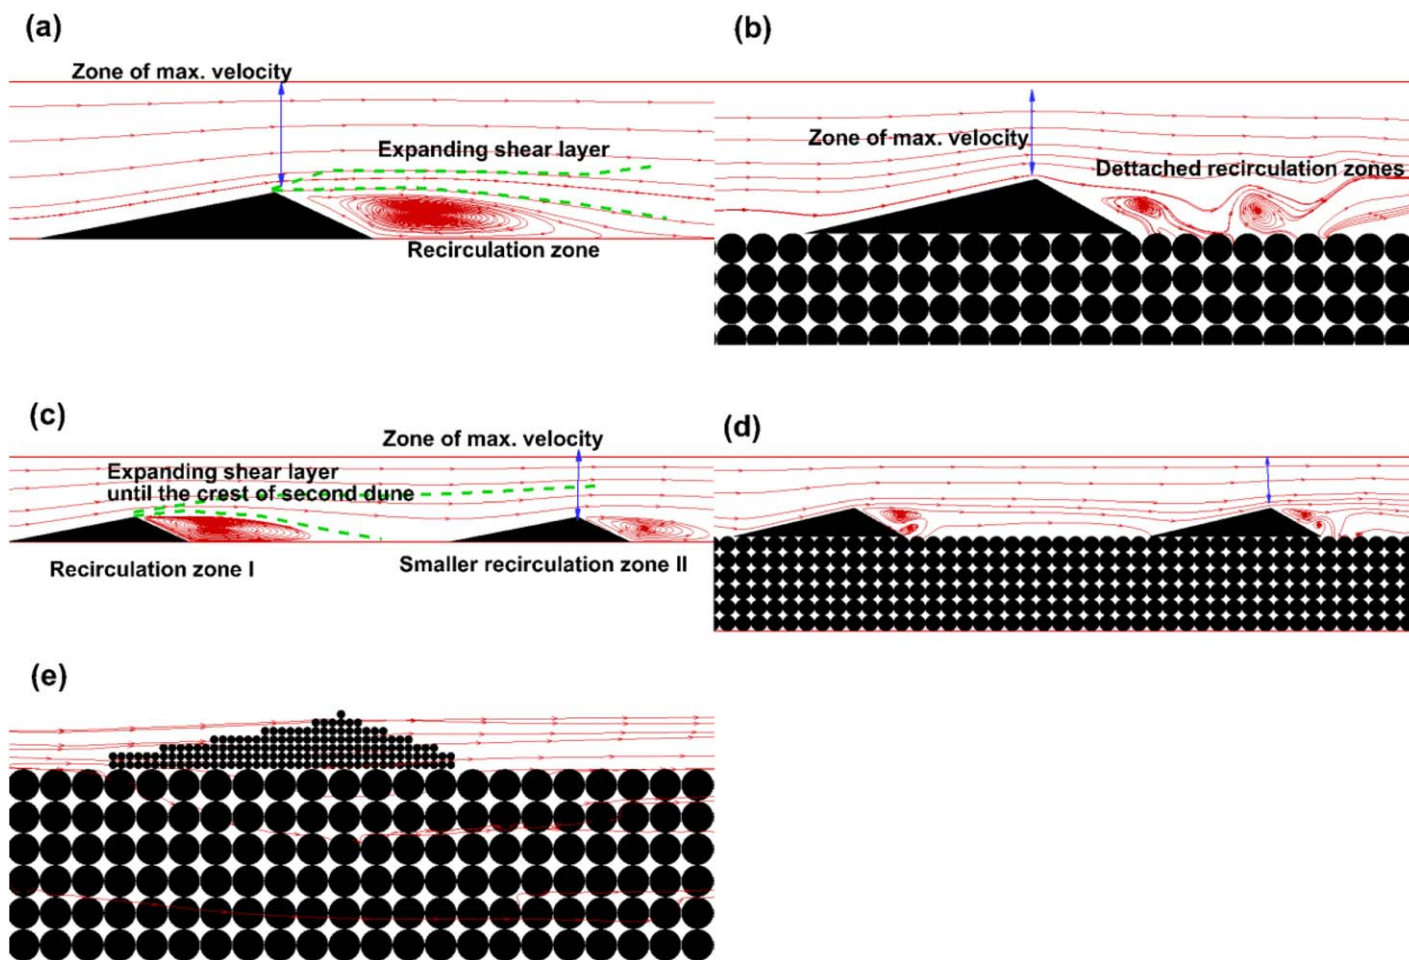 (a)
Zone of max. velocity
Expanding shear layer
Recirculation zone
(b)
Zone of max. velocity
Dettached recirculation zones
(c)
Zone of max. velocity
Expanding shear layer
until the crest of second dune
Recirculation zone I
Smaller recirculation zone II
(d)
(e)